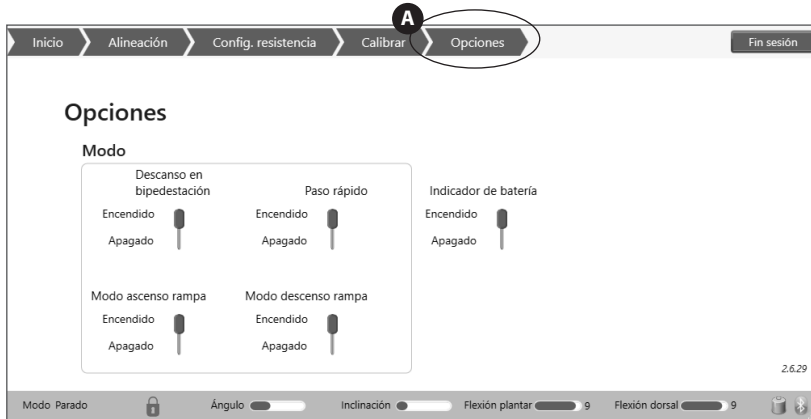 A
Inicio
Alineación
Config. resistencia
Calibrar
Opciones
Fin sesión
Opciones
Modo
Descanso en
bipedestación
Paso rápido
Indicador de batería
Encendido
Encendido
Encendido
Apagado
Apagado
Apagado
Modo ascenso rampa
Modo descenso rampa
Encendido
Encendido
Apagado
Apagado
2.6.29
Modo Parado
Ángulo
Inclinación
Flexión plantar
9
Flexión dorsal
9